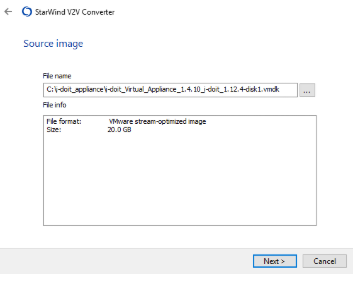 StarWind V2V Converter
Source image
File name
C:\i-doit_appliance\i-doit_Virtual_Appliance_1.4.10_i-doit_1.12.4-disk1.vmdk
...
File info
File format: VMware stream-optimized image
Size: 20.0 GB
Next >
Cancel